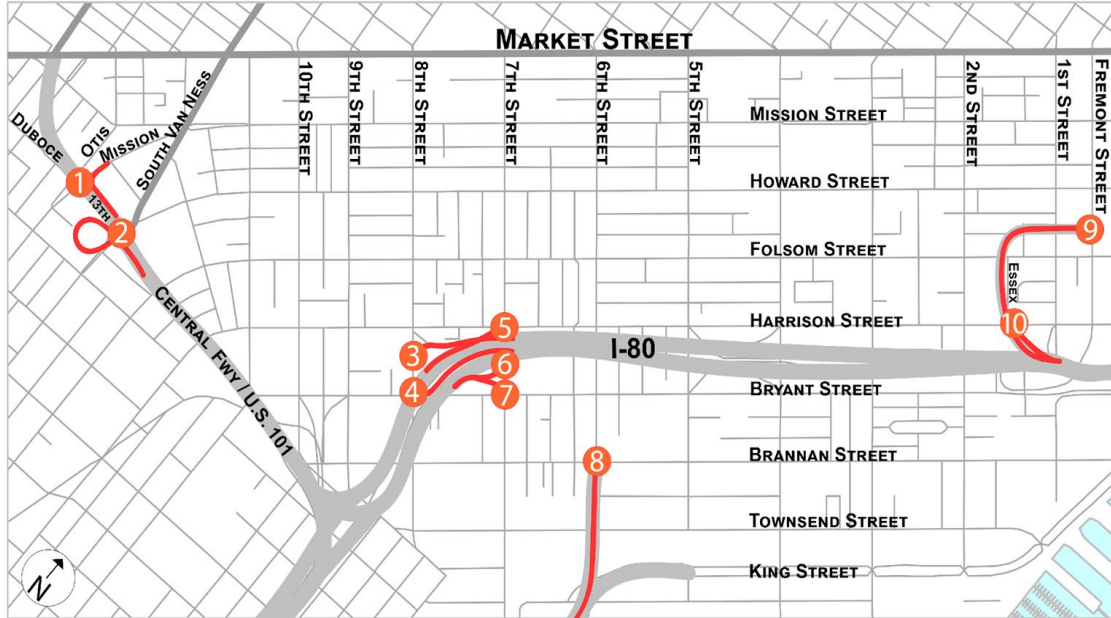 MARKET STREET
10TH STREET
9TH STREET
8TH STREET
7TH STREET
6TH STREET
5TH STREET
2ND STREET
1ST STREET
FREMONT STREET
DUBOCE
OTIS
MISSION
SOUTH VAN NESS
MISSION STREET
1
HOWARD STREET
13TH
2
9
FOLSOM STREET
ESSEX
CENTRAL FWY / U.S. 101
HARRISON STREET
10
5
3
I-80
6
4
7
BRYANT STREET
8
BRANNAN STREET
TOWNSEND STREET
KING STREET
N